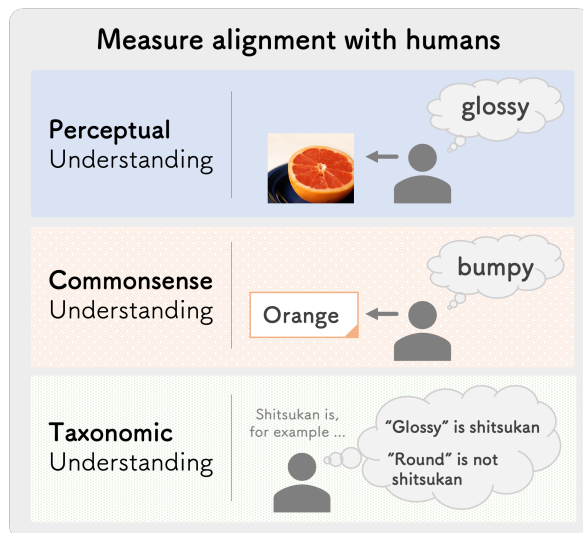 Measure alignment with humans
Perceptual
Understanding
glossy
Commonsense
Understanding
Orange
bumpy
Taxonomic
Understanding
Shitsukan is,
for example ...
“Glossy” is shitsukan
“Round” is not
shitsukan